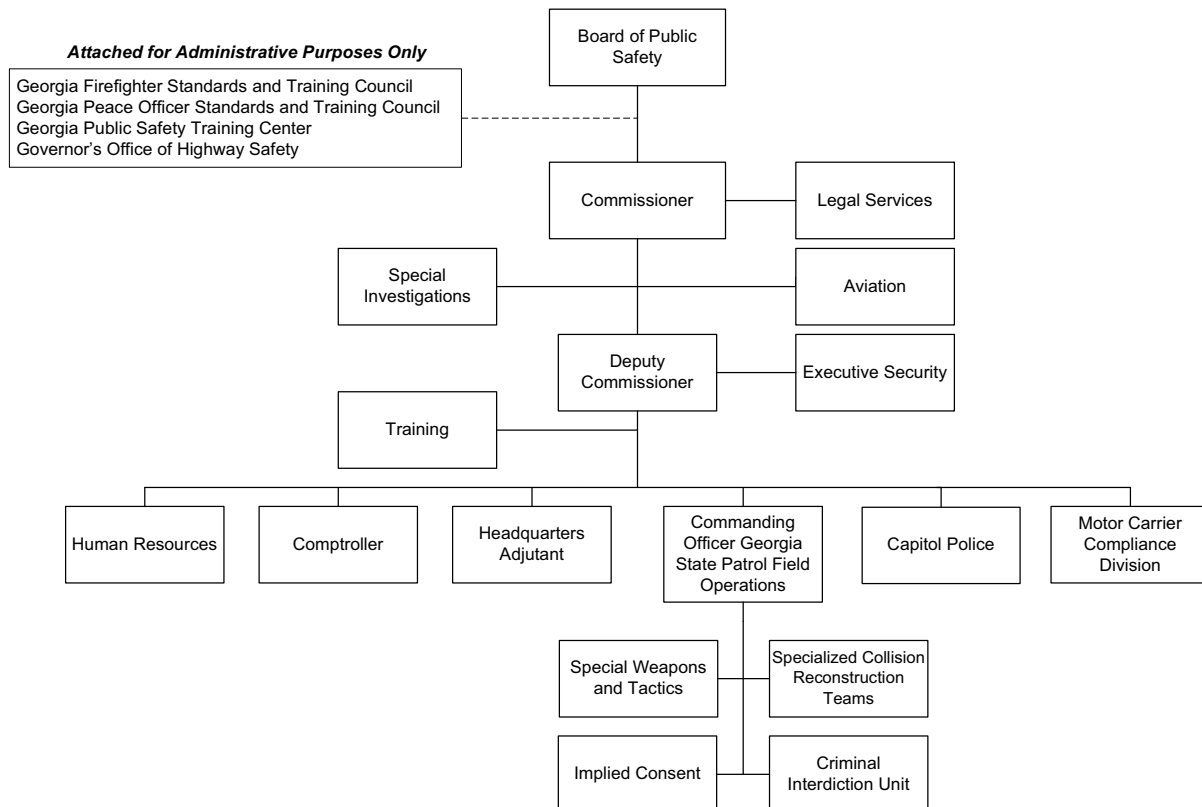 Attached for Administrative Purposes Only
Georgia Firefighter Standards and Training Council
Georgia Peace Officer Standards and Training Council
Georgia Public Safety Training Center
Governor's Office of Highway Safety
Board of Public
Safety
Commissioner
Legal Services
Special
Investigations
Aviation
Deputy
Commissioner
Executive Security
Training
Human Resources
Comptroller
Headquarters
Adjutant
Commanding
Officer Georgia
State Patrol Field
Operations
Capitol Police
Motor Carrier
Compliance
Division
Special Weapons
and Tactics
Specialized Collision
Reconstruction
Teams
Implied Consent
Criminal
Interdiction Unit